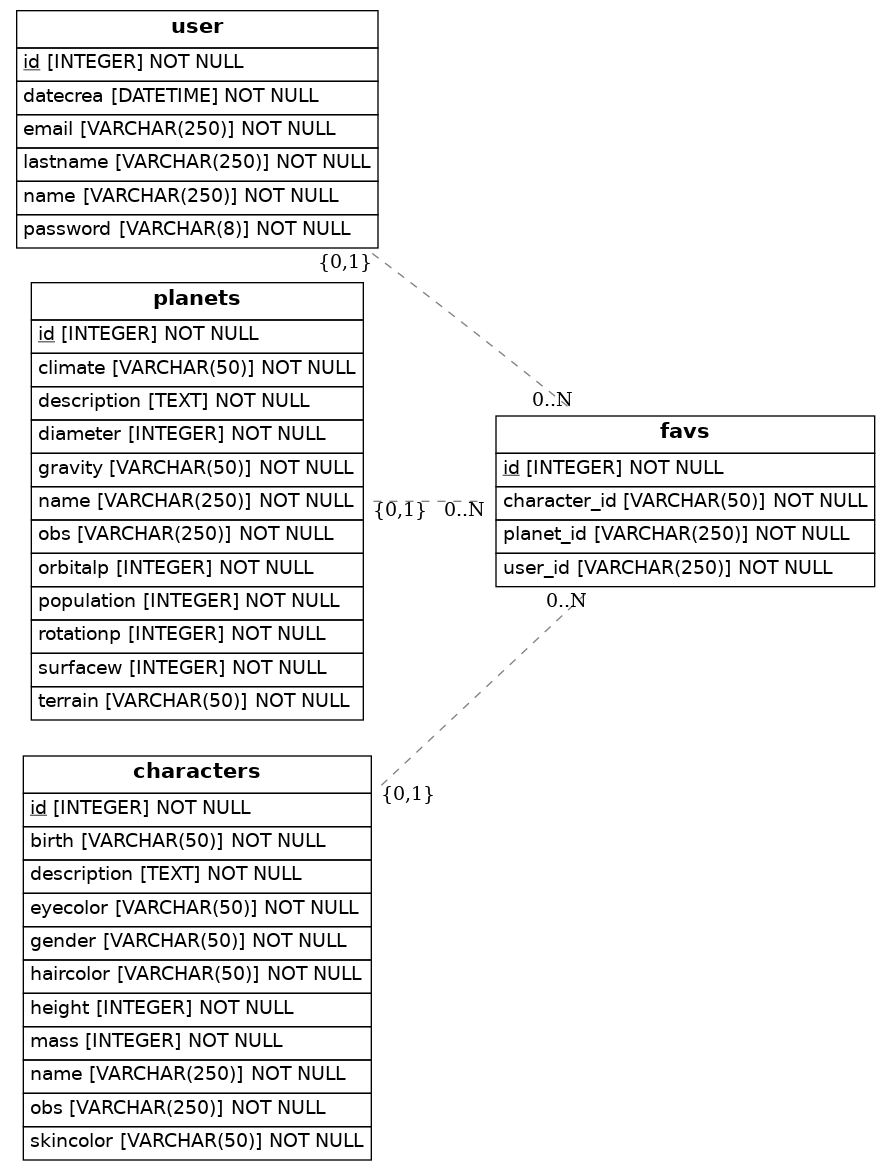 user
id [INTEGER] NOT NULL
datecrea [DATETIME] NOT NULL
email [VARCHAR(250)] NOT NULL
lastname [VARCHAR(250)] NOT NULL
name [VARCHAR(250)] NOT NULL
password [VARCHAR(8)] NOT NULL
{0,1}
planets
id [INTEGER] NOT NULL
climate [VARCHAR(50)] NOT NULL
description [TEXT] NOT NULL
diameter [INTEGER] NOT NULL
gravity [VARCHAR(50)] NOT NULL
name [VARCHAR(250)] NOT NULL
obs [VARCHAR(250)] NOT NULL
orbitalp [INTEGER] NOT NULL
population [INTEGER] NOT NULL
rotationp [INTEGER] NOT NULL
surfacew [INTEGER] NOT NULL
terrain [VARCHAR(50)] NOT NULL
{0,1} 0..N
0..N
favs
id [INTEGER] NOT NULL
character_id [VARCHAR(50)] NOT NULL
planet_id [VARCHAR(250)] NOT NULL
user_id [VARCHAR(250)] NOT NULL
0..N
characters
{0,1}
id [INTEGER] NOT NULL
birth [VARCHAR(50)] NOT NULL
description [TEXT] NOT NULL
eyecolor [VARCHAR(50)] NOT NULL
gender [VARCHAR(50)] NOT NULL
haircolor [VARCHAR(50)] NOT NULL
height [INTEGER] NOT NULL
mass [INTEGER] NOT NULL
name [VARCHAR(250)] NOT NULL
obs [VARCHAR(250)] NOT NULL
skincolor [VARCHAR(50)] NOT NULL